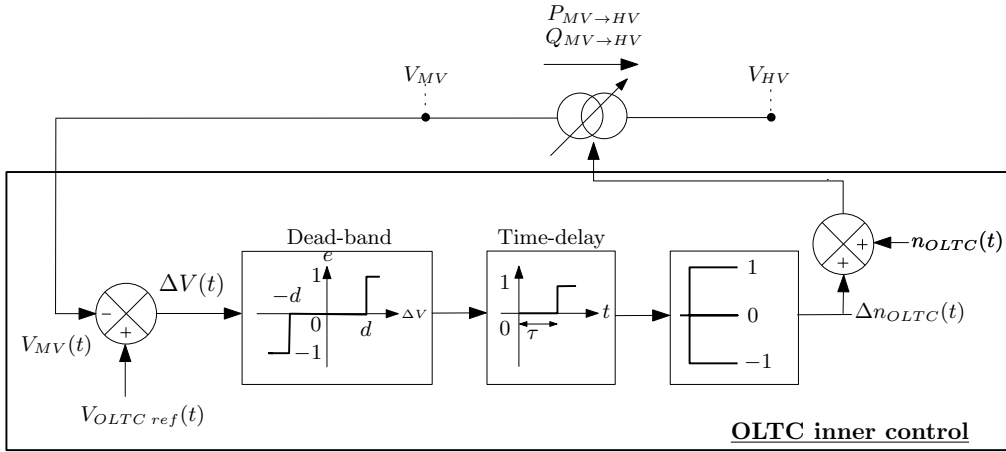 P_{MV→HV}
Q_{MV→HV}
V_{MV}
V_{HV}
Dead-band
Time-delay
e
1
−d
0
d
ΔV
−1
1
0
τ
t
1
0
−1
+
+
n_{OLTC}(t)
ΔV(t)
−
+
V_{MV}(t)
V_{OLTC ref}(t)
Δn_{OLTC}(t)
OLTC inner control